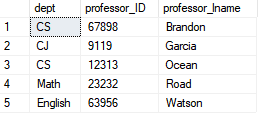 dept professor_ID professor_lname
1 CS 67898 Brandon
2 CJ 9119 Garcia
3 CS 12313 Ocean
4 Math 23232 Road
5 English 63956 Watson